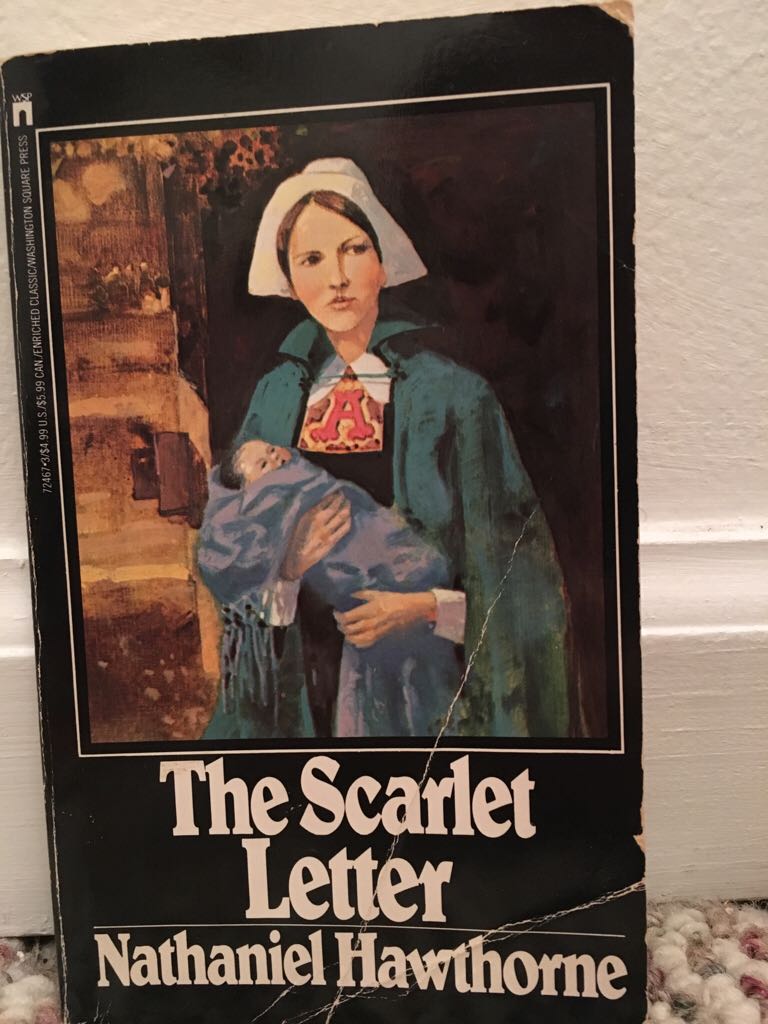 WSP
72467•3/$4.99 U.S./$5.99 CAN./ENRICHED CLASSIC/WASHINGTON SQUARE PRESS
A
The Scarlet
Letter
Nathaniel Hawthorne